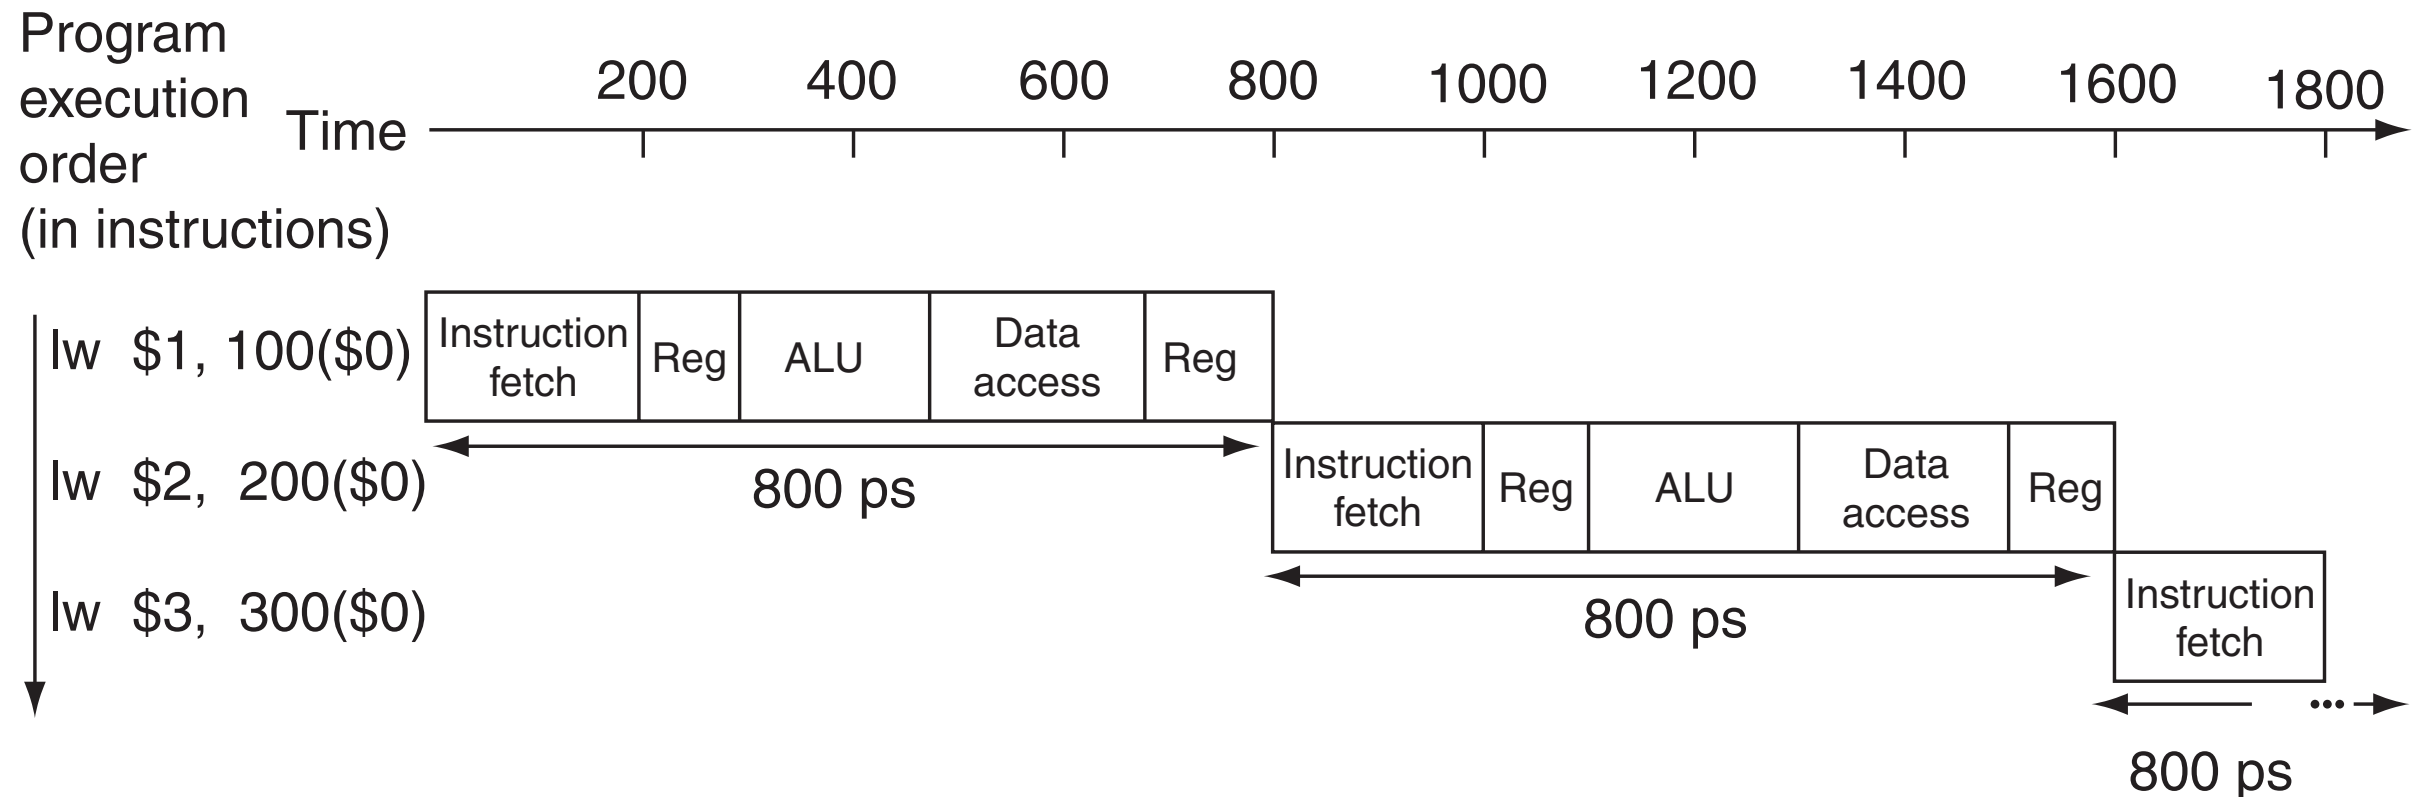 Program
execution
order
(in instructions)
Time
200 400 600 800 1000 1200 1400 1600 1800
lw $1, 100($0)
Instruction
fetch
Reg
ALU
Data
access
Reg
800 ps
lw $2, 200($0)
Instruction
fetch
Reg
ALU
Data
access
Reg
800 ps
lw $3, 300($0)
Instruction
fetch
...
800 ps